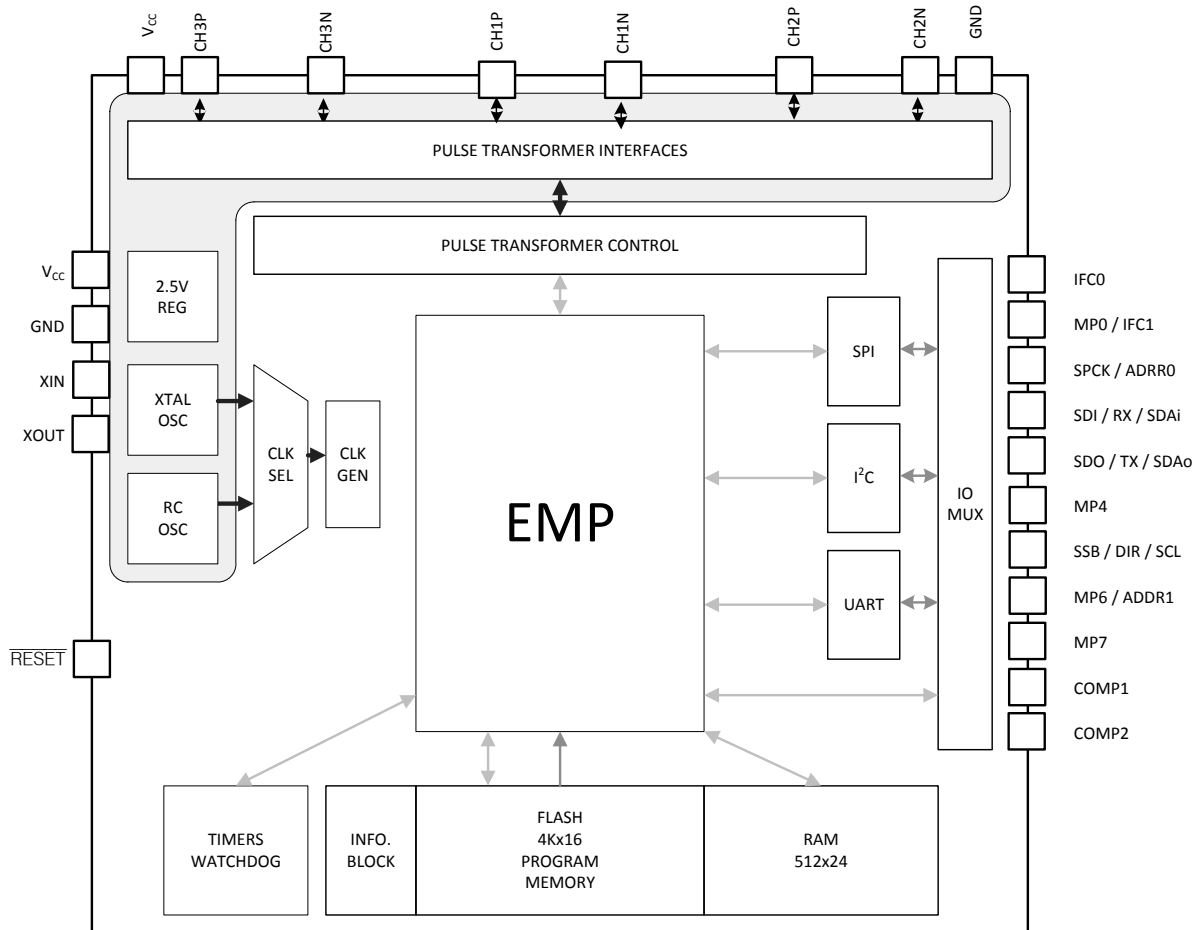 V_CC
CH3P
CH3N
CH1P
CH1N
CH2P
CH2N
GND
PULSE TRANSFORMER INTERFACES
PULSE TRANSFORMER CONTROL
V_CC
GND
XIN
XOUT
RESET
2.5V
REG
XTAL
OSC
RC
OSC
CLK
SEL
CLK
GEN
EMP
SPI
I²C
UART
IO
MUX
IFC0
MP0 / IFC1
SPCK / ADRR0
SDI / RX / SDAi
SDO / TX / SDAo
MP4
SSB / DIR / SCL
MP6 / ADDR1
MP7
COMP1
COMP2
TIMERS
WATCHDOG
INFO.
BLOCK
FLASH
4Kx16
PROGRAM
MEMORY
RAM
512x24